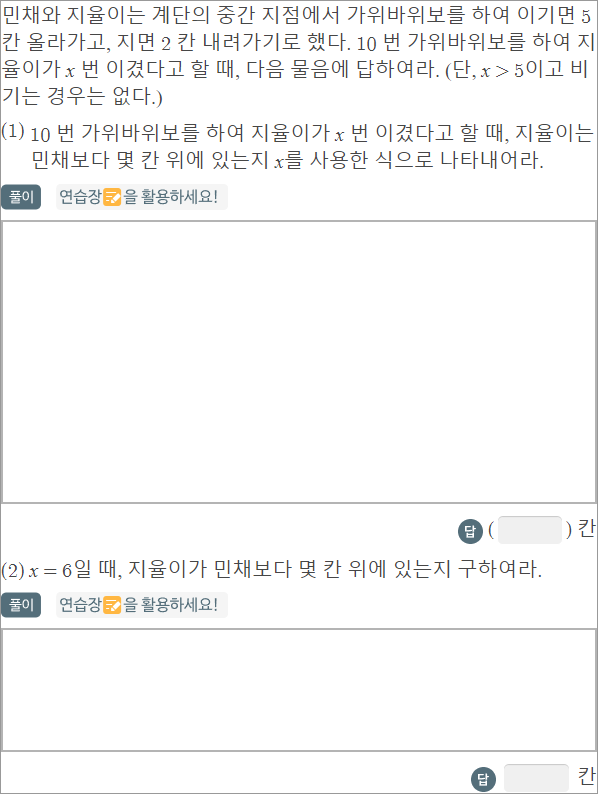 민채와 지율이는 계단의 중간 지점에서 가위바위보를 하여 이기면 5
칸 올라가고, 지면 2 칸 내려가기로 했다. 10 번 가위바위보를 하여 지
율이가 x 번 이겼다고 할 때, 다음 물음에 답하여라. (단, x > 5이고 비
기는 경우는 없다.)
(1) 10 번 가위바위보를 하여 지율이가 x 번 이겼다고 할 때, 지율이는
민채보다 몇 칸 위에 있는지 x를 사용한 식으로 나타내어라.
풀이 연습장을 활용하세요!
답 ( ) 칸
(2) x = 6일 때, 지율이가 민채보다 몇 칸 위에 있는지 구하여라.
풀이 연습장을 활용하세요!
답 칸